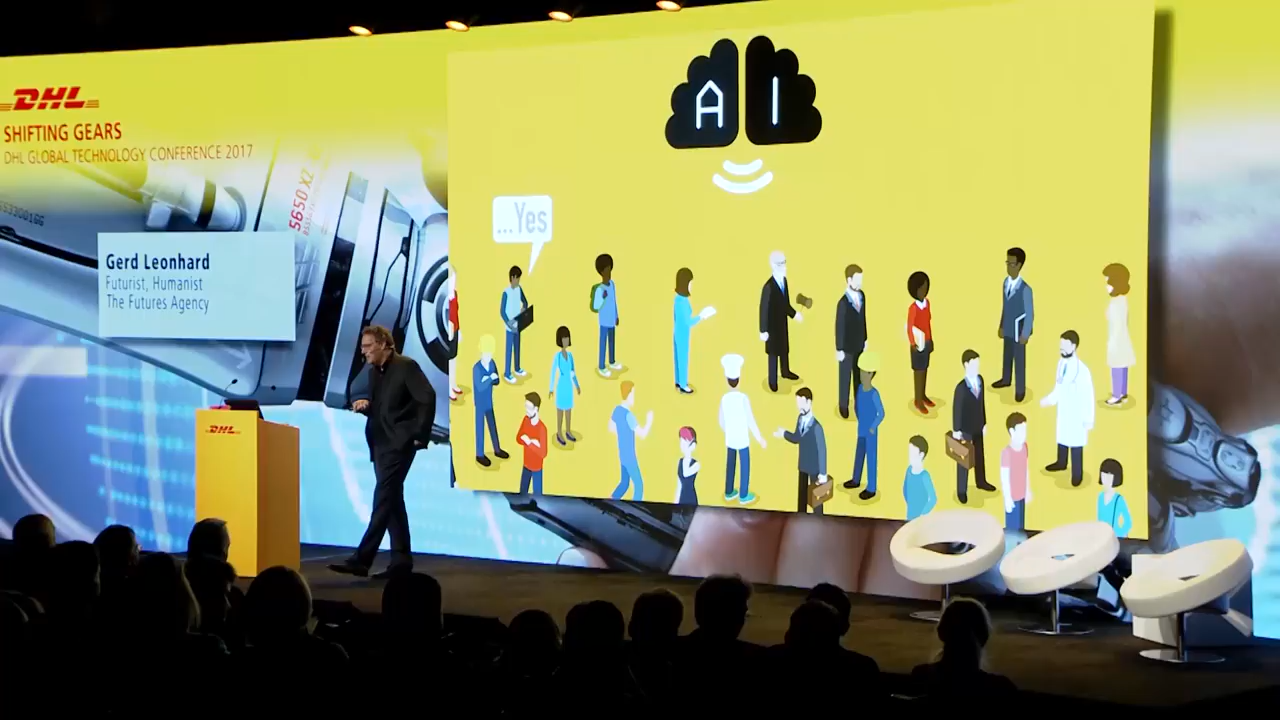 DHL
SHIFTING GEARS
DHL GLOBAL TECHNOLOGY CONFERENCE 2017
5650 XZ
Gerd Leonhard
Futurist, Humanist
The Futures Agency
DHL
AI
...Yes